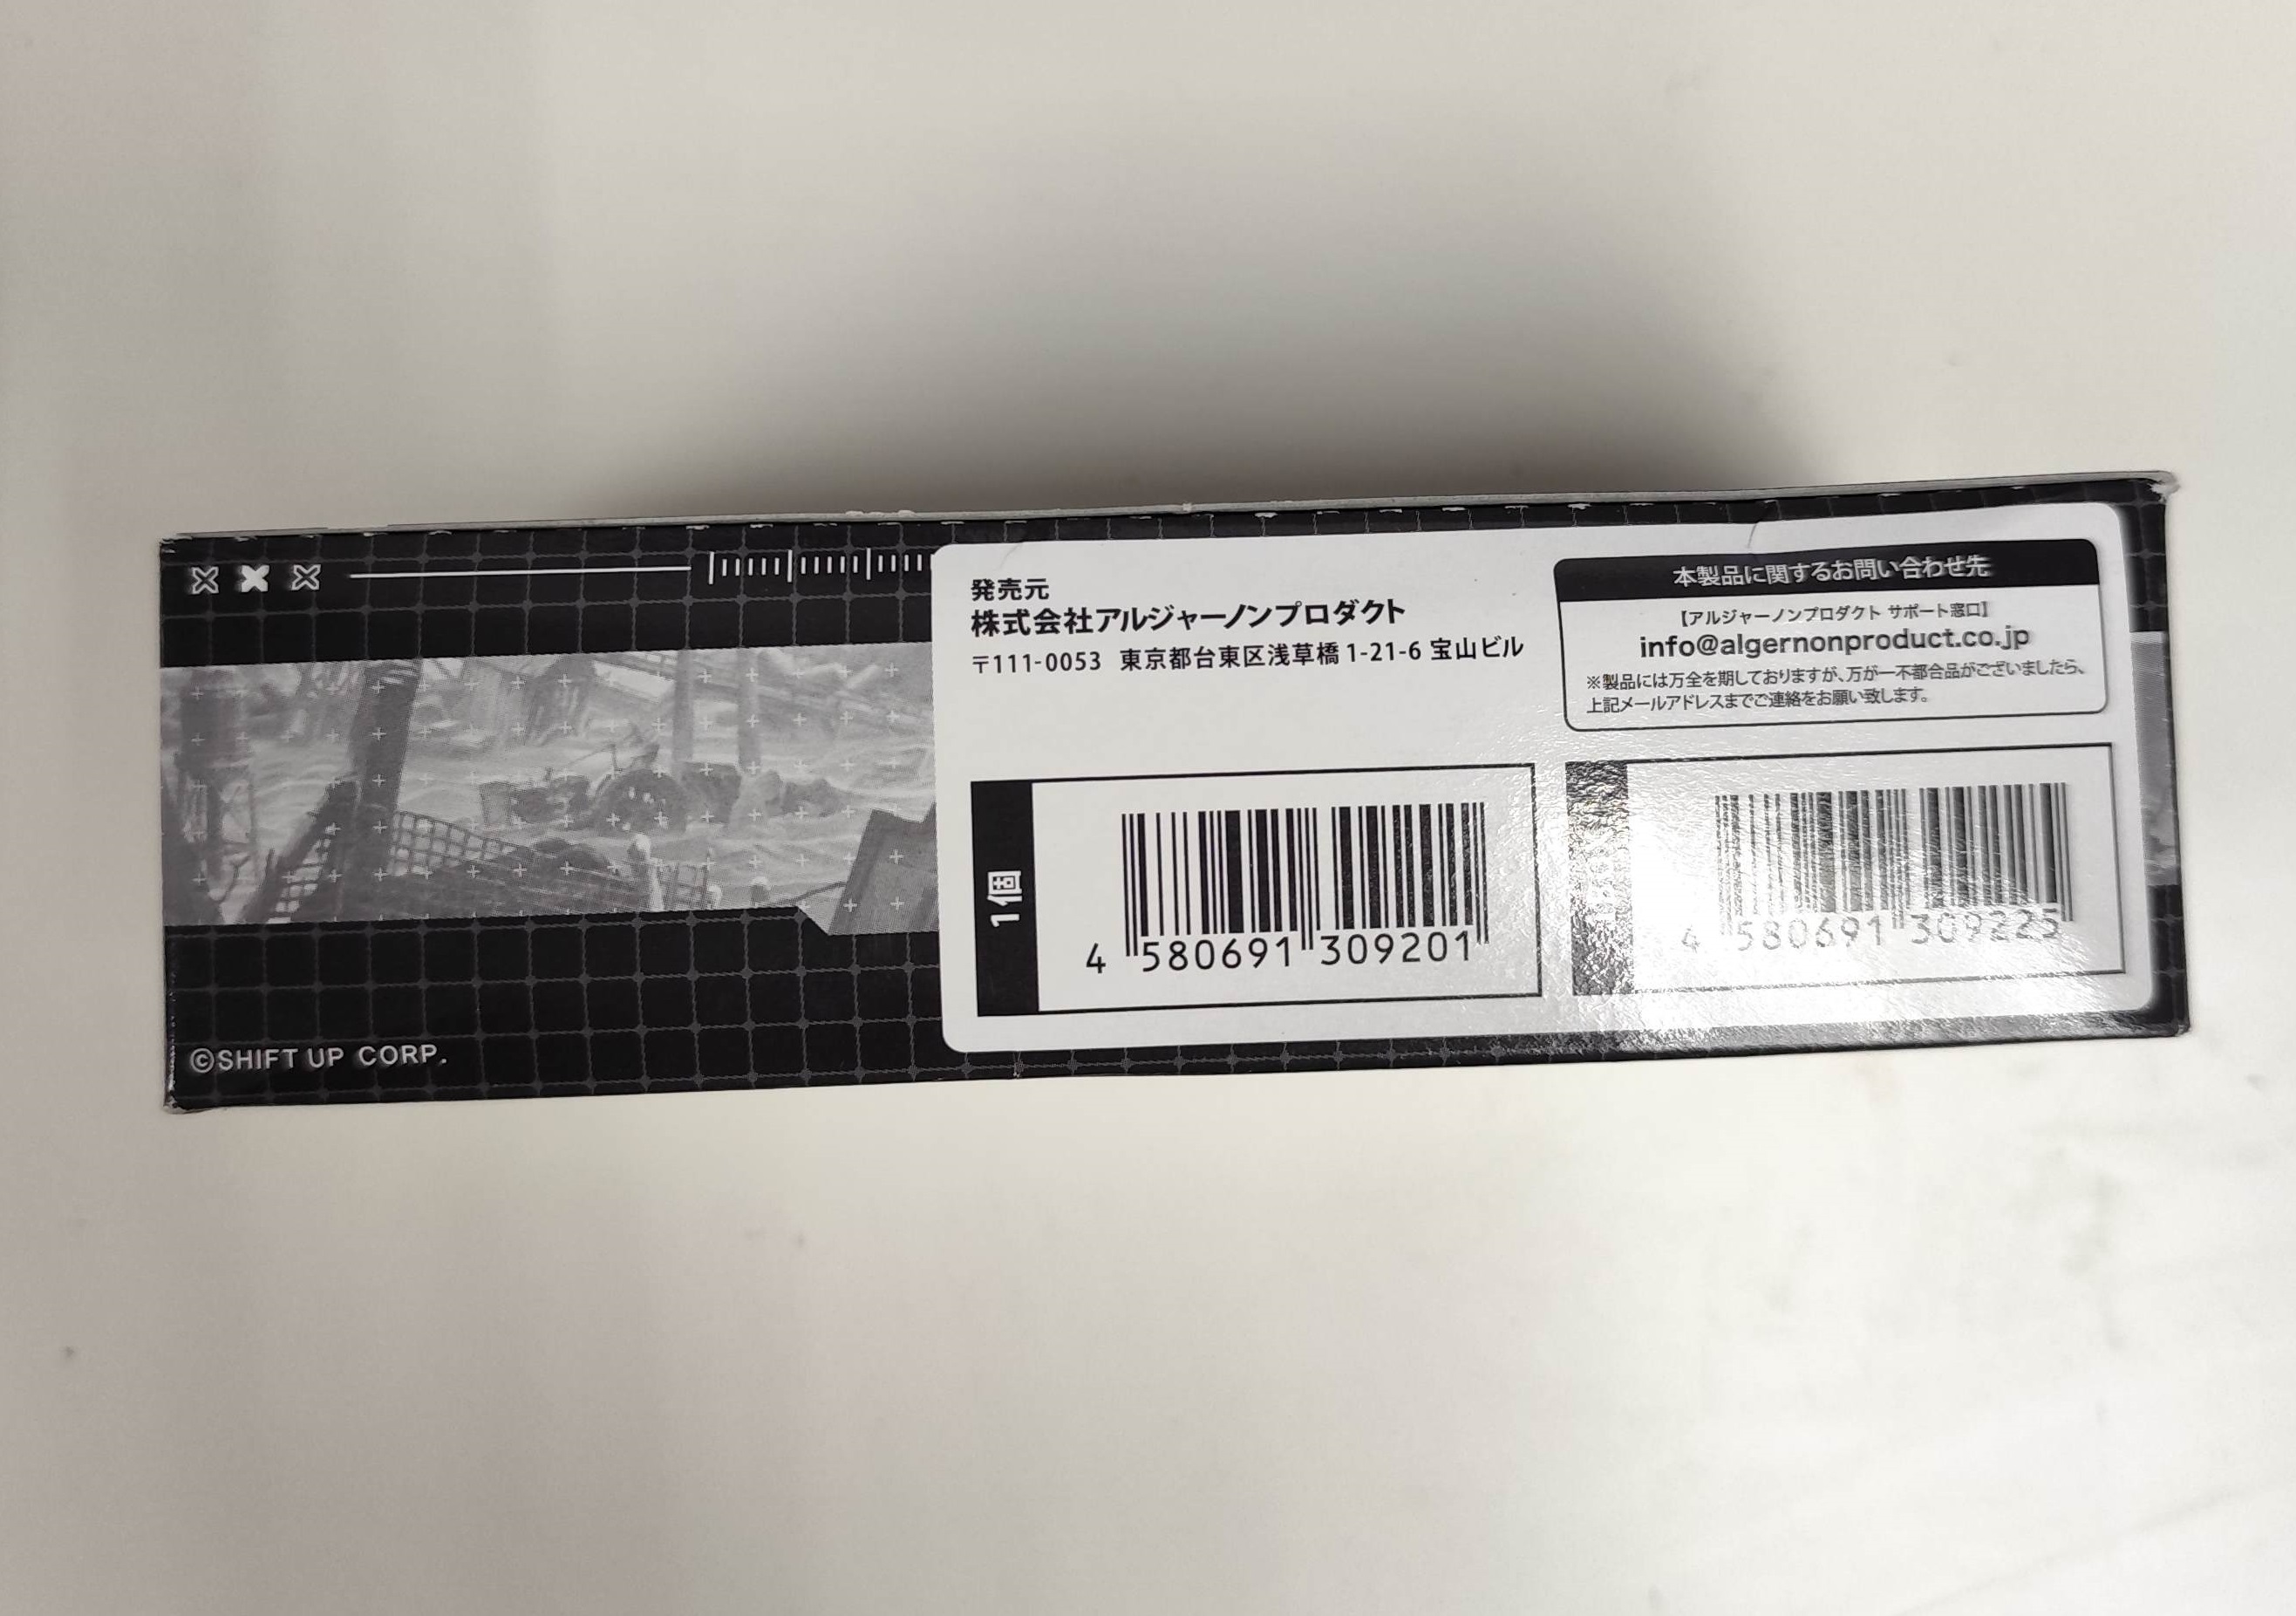 発売元
株式会社アルジャーノンプロダクト
〒111-0053 東京都台東区浅草橋1-21-6 宝山ビル
本製品に関するお問い合わせ先
【アルジャーノンプロダクト サポート窓口】
info@algernonproduct.co.jp
※製品には万全を期しておりますが、万が一不都合品がございましたら、
上記メールアドレスまでご連絡をお願い致します。
1個
4 580691 309201
4 580691 309225
©SHIFT UP CORP.